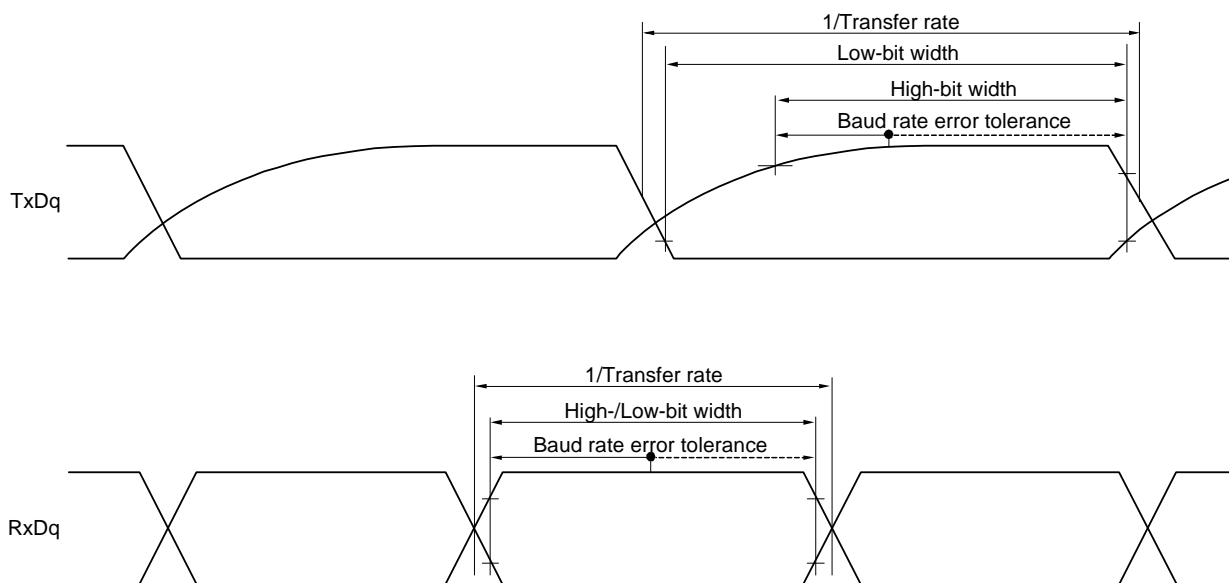 1/Transfer rate
Low-bit width
High-bit width
Baud rate error tolerance
TxDq
1/Transfer rate
High-/Low-bit width
Baud rate error tolerance
RxDq